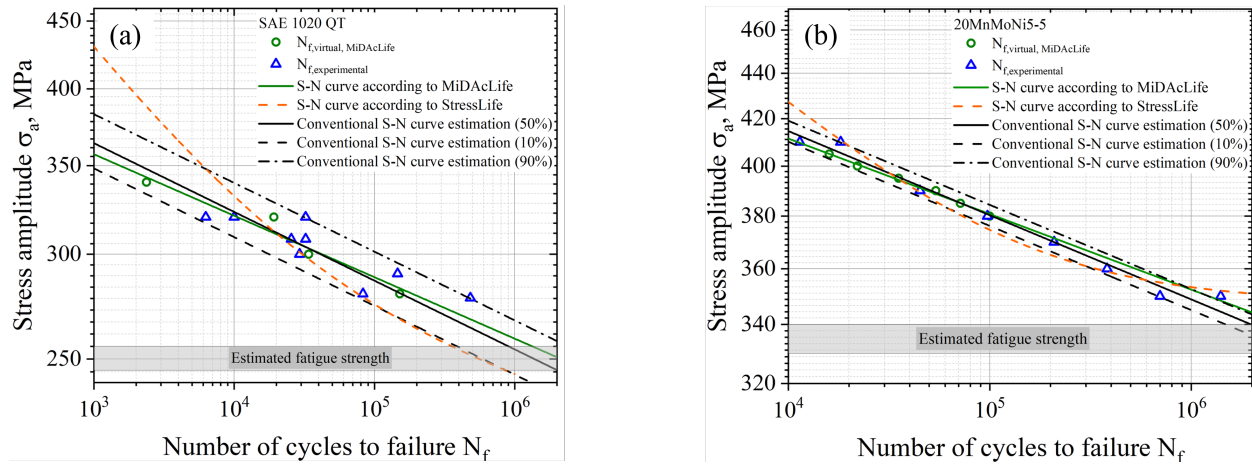 (a)
SAE 1020 QT
N_f,virtual, MiDAcLife
N_f,experimental
S-N curve according to MiDAcLife
S-N curve according to StressLife
Conventional S-N curve estimation (50%)
Conventional S-N curve estimation (10%)
Conventional S-N curve estimation (90%)
Estimated fatigue strength
450
400
350
300
250
Stress amplitude σ_a, MPa
10^3
10^4
10^5
10^6
Number of cycles to failure N_f
(b)
20MnMoNi5-5
N_f,virtual, MiDAcLife
N_f,experimental
S-N curve according to MiDAcLife
S-N curve according to StressLife
Conventional S-N curve estimation (50%)
Conventional S-N curve estimation (10%)
Conventional S-N curve estimation (90%)
Estimated fatigue strength
460
440
420
400
380
360
340
320
Stress amplitude σ_a, MPa
10^4
10^5
10^6
Number of cycles to failure N_f